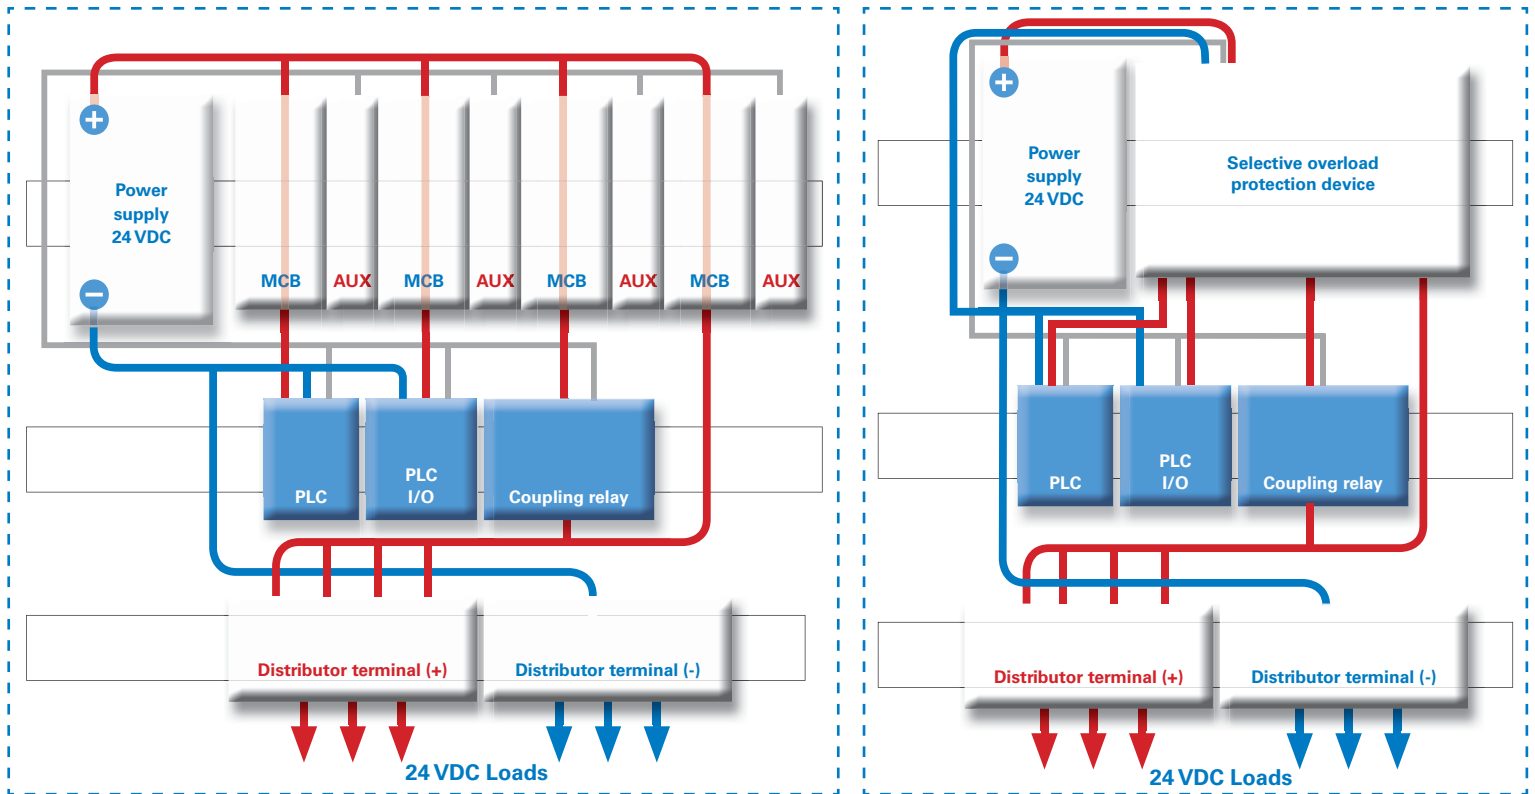 +
Power
supply
24 VDC
−
MCB
AUX
MCB
AUX
MCB
AUX
MCB
AUX
PLC
PLC
I/O
Coupling relay
Distributor terminal (+)
Distributor terminal (-)
24 VDC Loads
+
Power
supply
24 VDC
−
Selective overload
protection device
PLC
PLC
I/O
Coupling relay
Distributor terminal (+)
Distributor terminal (-)
24 VDC Loads